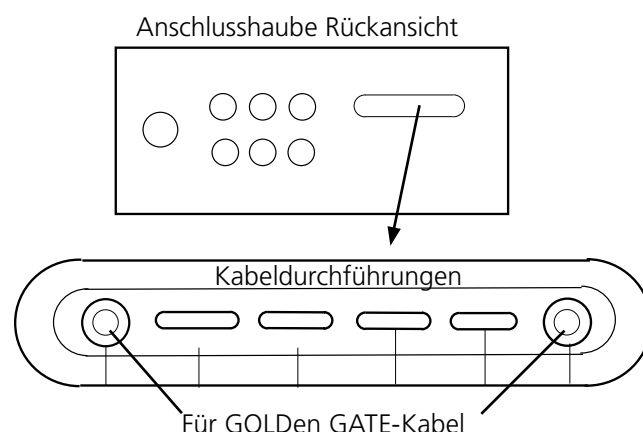 Anschlusshaube Rückansicht
Kabeldurchführungen
Für GOLDen GATE-Kabel